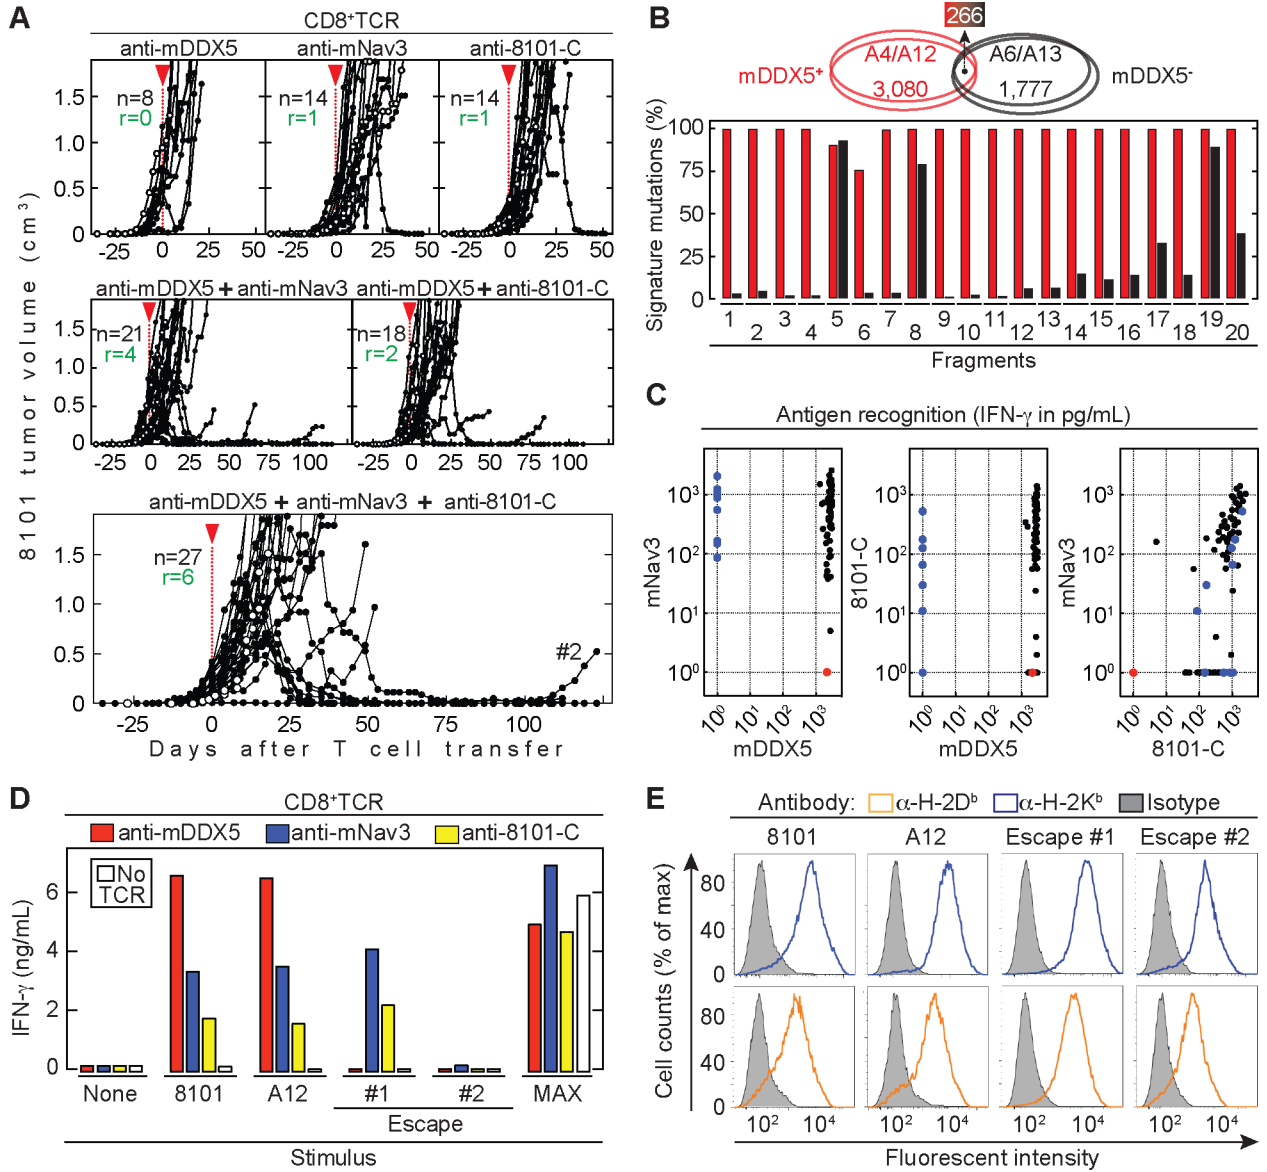 A
CD8⁺TCR
anti-mDDX5 anti-mNav3 anti-8101-C
n=8
r=0
n=14
r=1
n=14
r=1
1.5
1.0
0.5
0
-25 0 25 50 -25 0 25 50 -25 0 25 50
anti-mDDX5 + anti-mNav3 anti-mDDX5 + anti-8101-C
n=21
r=4
n=18
r=2
1.5
1.0
0.5
0
-25 0 25 50 75 100 -25 0 25 50 75 100
anti-mDDX5 + anti-mNav3 + anti-8101-C
n=27
r=6
#2
1.5
1.0
0.5
0
-25 0 25 50 75 100
Days after T cell transfer
8101 tumor volume (cm³)
B
266
A4/A12 A6/A13
mDDX5⁺ 3,080 1,777 mDDX5⁻
Signature mutations (%)
100
75
50
25
0
1 2 3 4 5 6 7 8 9 10 11 12 13 14 15 16 17 18 19 20
Fragments
C
Antigen recognition (IFN-γ in pg/mL)
mNav3
10³
10²
10¹
10⁰
10⁰ 10¹ 10² 10³
mDDX5
8101-C
10³
10²
10¹
10⁰
10⁰ 10¹ 10² 10³
mDDX5
mNav3
10³
10²
10¹
10⁰
10⁰ 10¹ 10² 10³
8101-C
D
CD8⁺TCR
anti-mDDX5 anti-mNav3 anti-8101-C
No
TCR
IFN-γ (ng/mL)
6
4
2
0
None 8101 A12 #1 #2 MAX
Escape
Stimulus
E
Antibody: α-H-2Dᵇ α-H-2Kᵇ Isotype
8101 A12 Escape #1 Escape #2
Cell counts (% of max)
80
40
0
80
40
0
10² 10⁴ 10² 10⁴ 10² 10⁴ 10² 10⁴
Fluorescent intensity